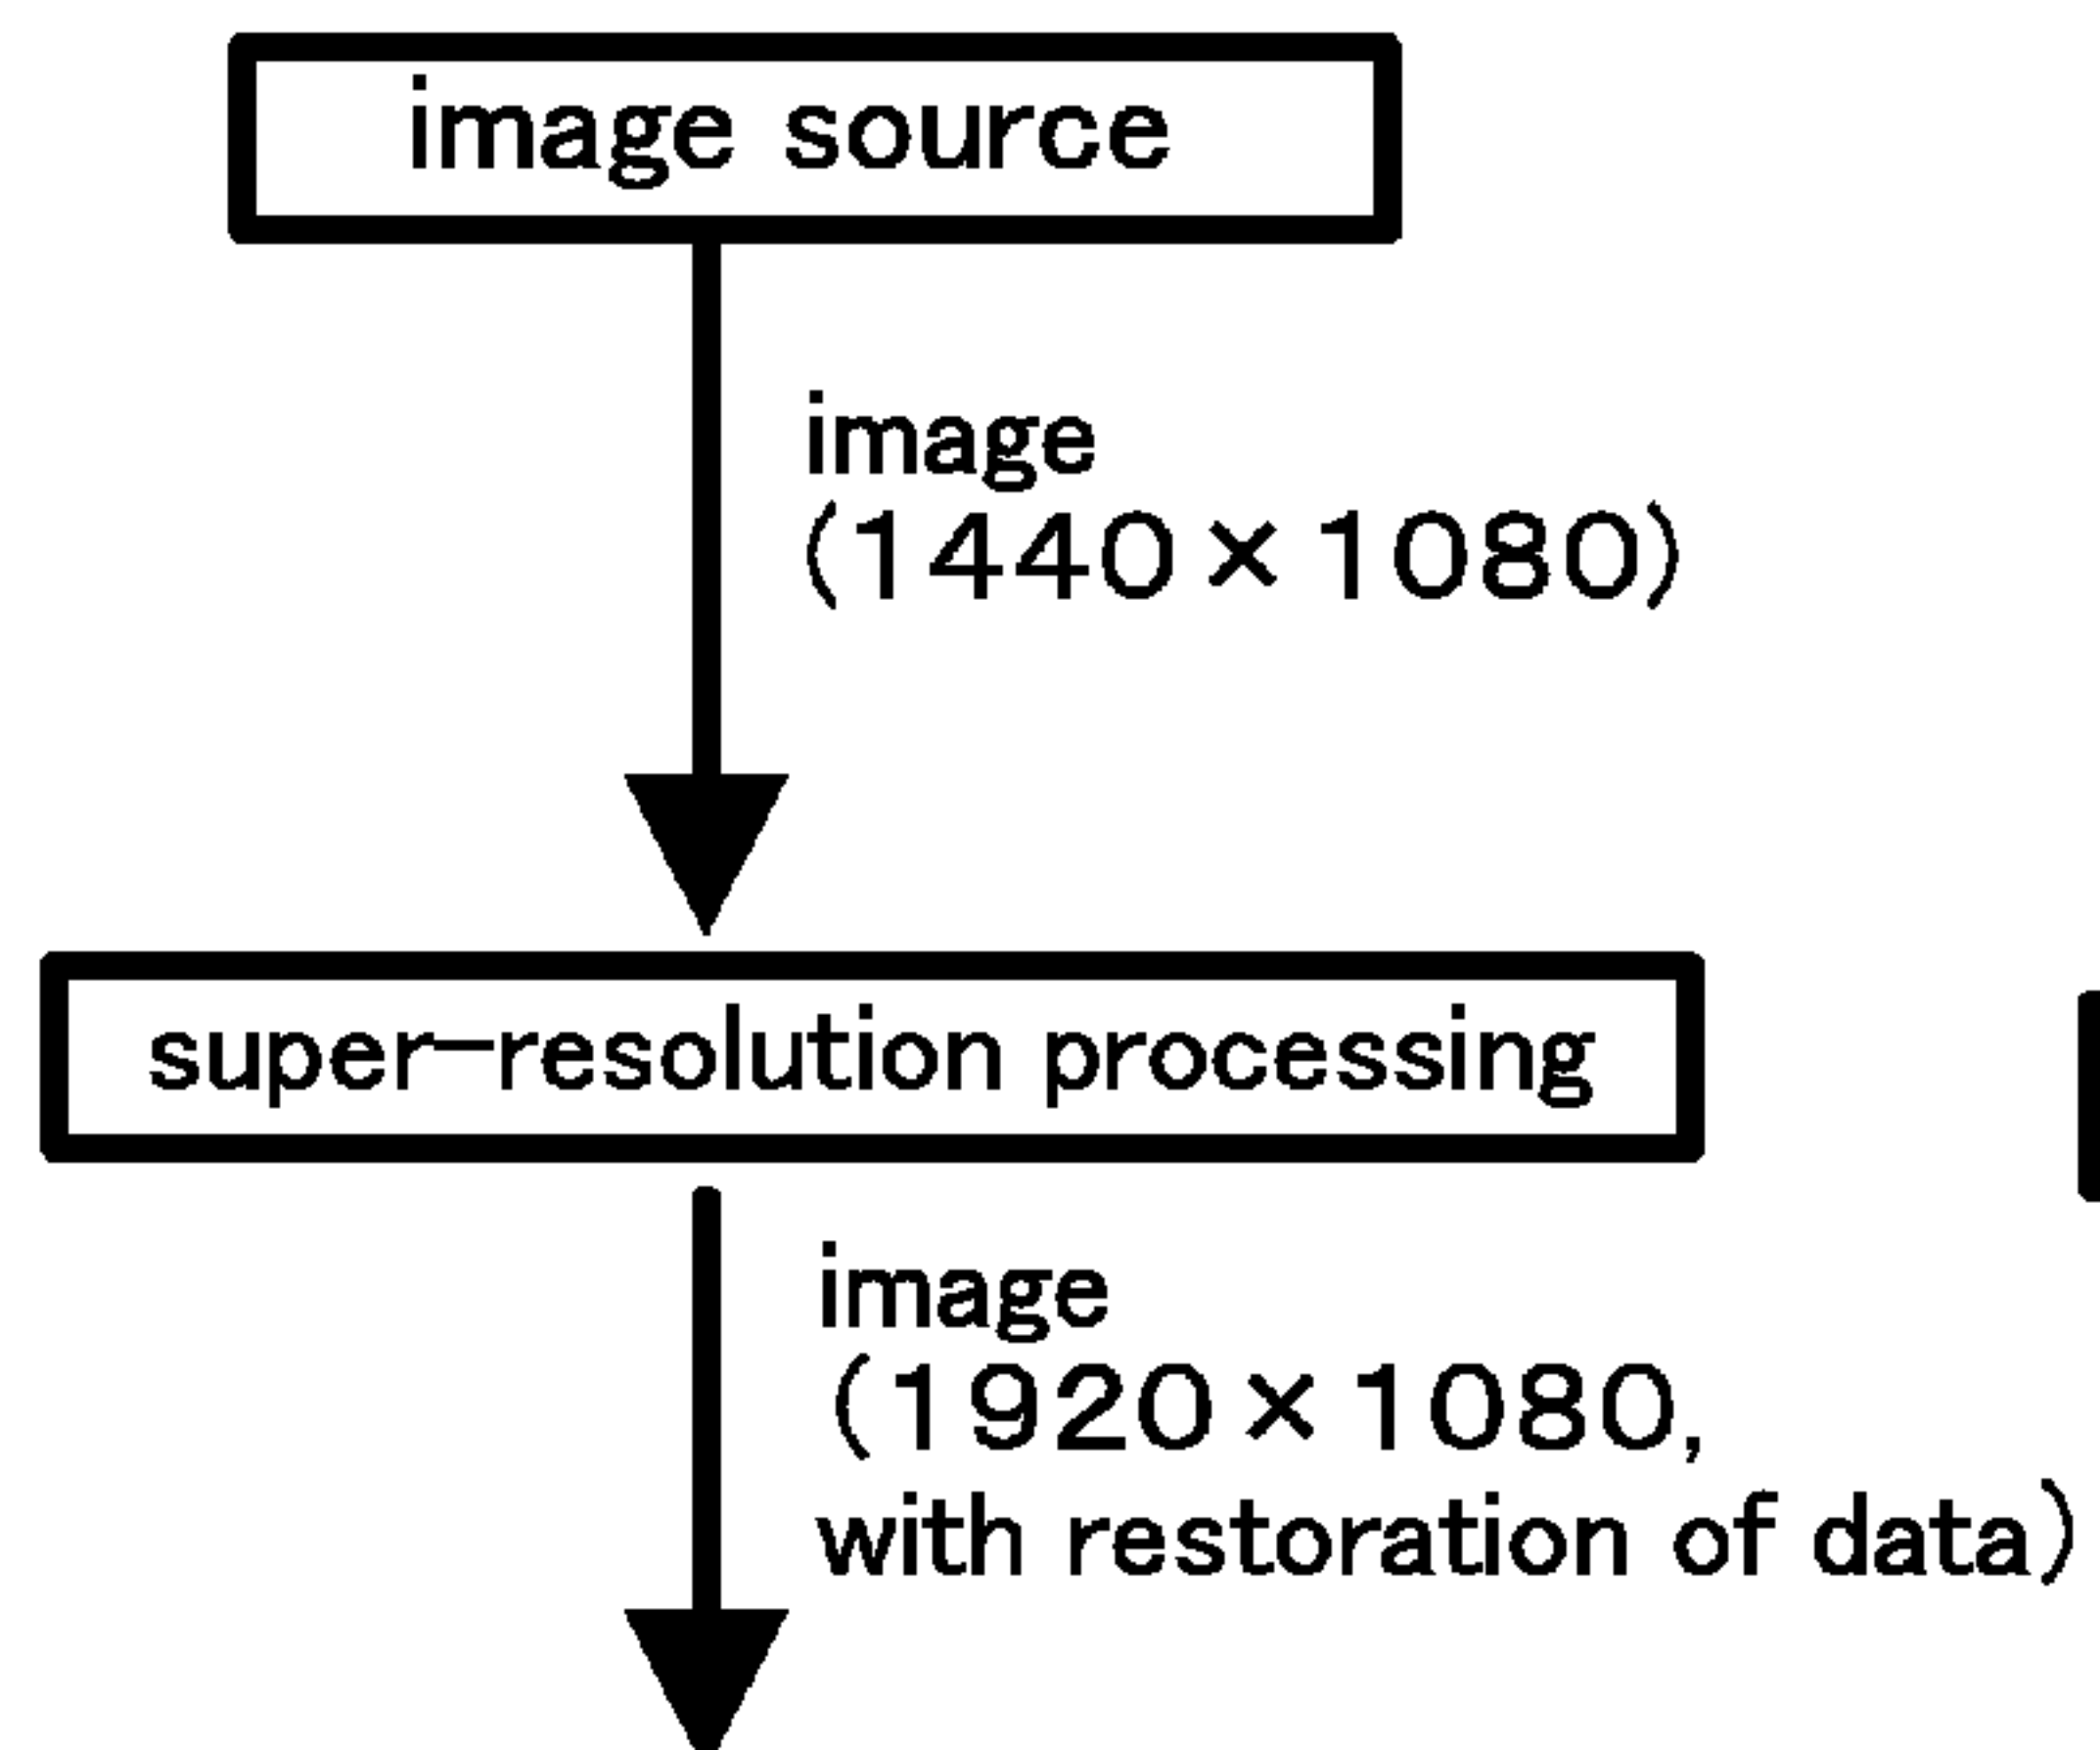 image source
image
(1440×1080)
super-resolution processing
image
(1920×1080,
with restoration of data)